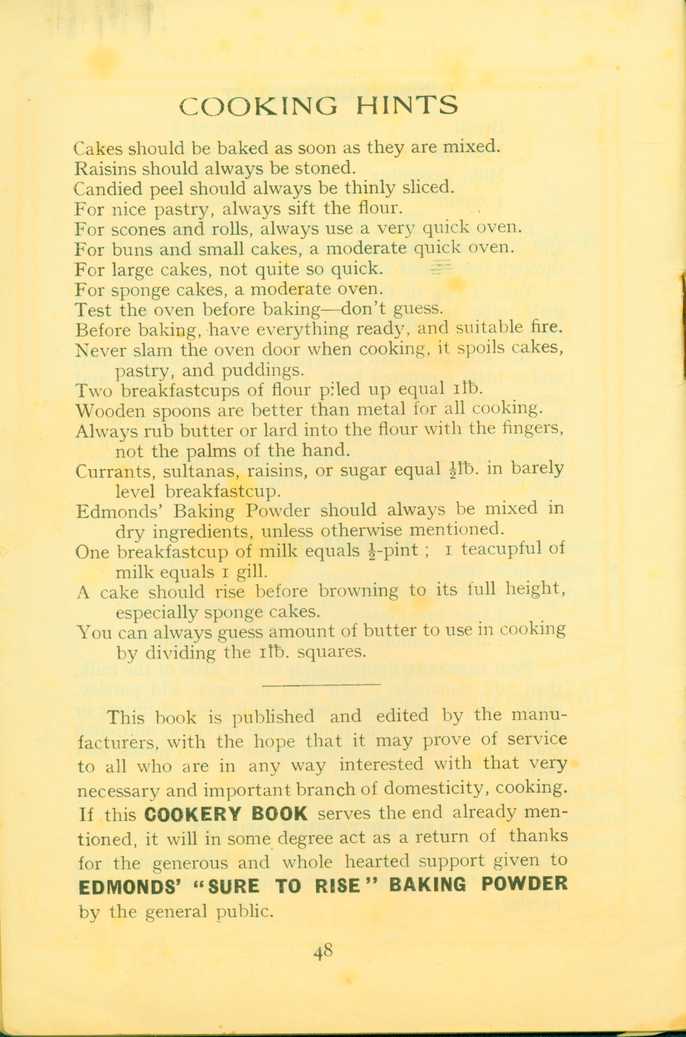 COOKING HINTS
Cakes should be baked as soon as they are mixed.
Raisins should always be stoned.
Candied peel should always be thinly sliced.
For nice pastry, always sift the flour.
For scones and rolls, always use a very quick oven.
For buns and small cakes, a moderate quick oven.
For large cakes, not quite so quick.
For sponge cakes, a moderate oven.
Test the oven before baking—don't guess.
Before baking, have everything ready, and suitable fire.
Never slam the oven door when cooking, it spoils cakes,
pastry, and puddings.
Two breakfastcups of flour piled up equal 1lb.
Wooden spoons are better than metal for all cooking.
Always rub butter or lard into the flour with the fingers,
not the palms of the hand.
Currants, sultanas, raisins, or sugar equal ½lb. in barely
level breakfastcup.
Edmonds' Baking Powder should always be mixed in
dry ingredients, unless otherwise mentioned.
One breakfastcup of milk equals ½-pint ; 1 teacupful of
milk equals 1 gill.
A cake should rise before browning to its full height,
especially sponge cakes.
You can always guess amount of butter to use in cooking
by dividing the 1lb. squares.
This book is published and edited by the manu-
facturers, with the hope that it may prove of service
to all who are in any way interested with that very
necessary and important branch of domesticity, cooking.
If this COOKERY BOOK serves the end already men-
tioned, it will in some degree act as a return of thanks
for the generous and whole hearted support given to
EDMONDS' "SURE TO RISE" BAKING POWDER
by the general public.
48